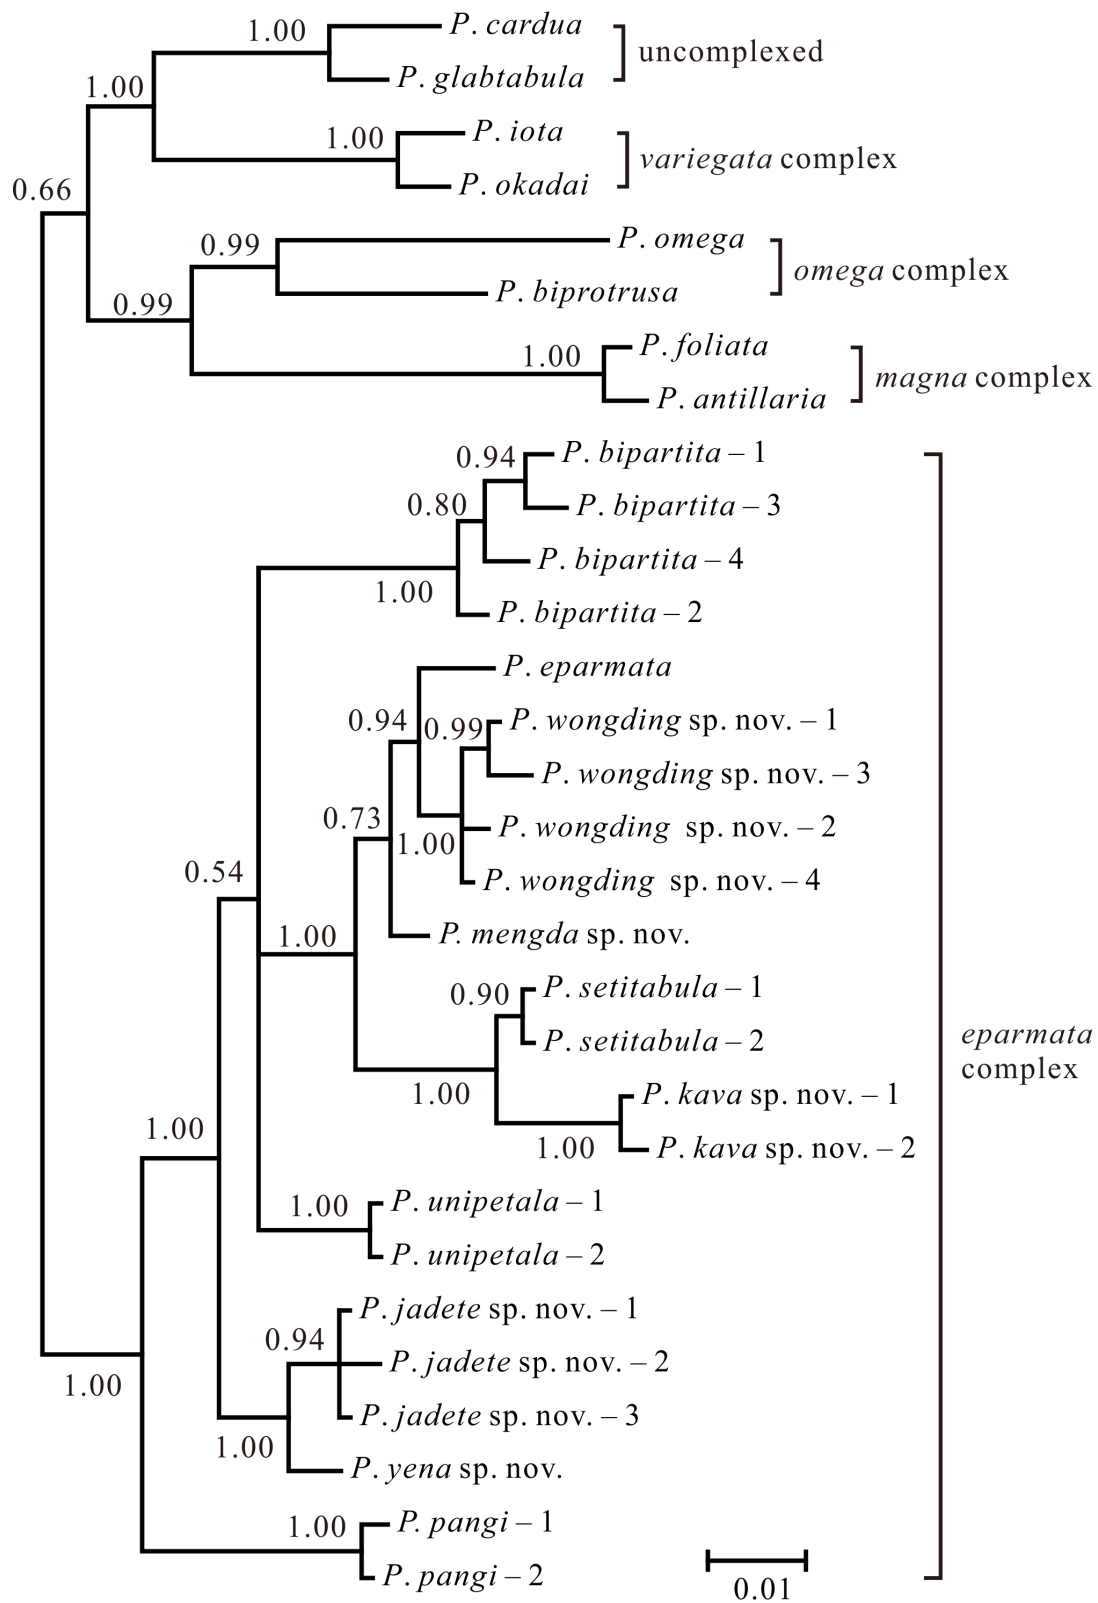 1.00
P. cardua
P. glabtabula
uncomplexed
1.00
1.00
P. iota
P. okadai
variegata complex
0.66
0.99
P. omega
P. biprotrusa
omega complex
0.99
1.00
P. foliata
P. antillaria
magna complex
0.94
P. bipartita – 1
P. bipartita – 3
0.80
P. bipartita – 4
1.00
P. bipartita – 2
P. eparmata
0.94
0.99
P. wongding sp. nov. – 1
P. wongding sp. nov. – 3
0.73
1.00
P. wongding sp. nov. – 2
P. wongding sp. nov. – 4
0.54
1.00
P. mengda sp. nov.
0.90
P. setitabula – 1
P. setitabula – 2
1.00
P. kava sp. nov. – 1
1.00
P. kava sp. nov. – 2
eparmata
complex
1.00
1.00
P. unipetala – 1
P. unipetala – 2
P. jadete sp. nov. – 1
0.94
P. jadete sp. nov. – 2
P. jadete sp. nov. – 3
1.00
1.00
P. yena sp. nov.
1.00
P. pangi – 1
P. pangi – 2
0.01